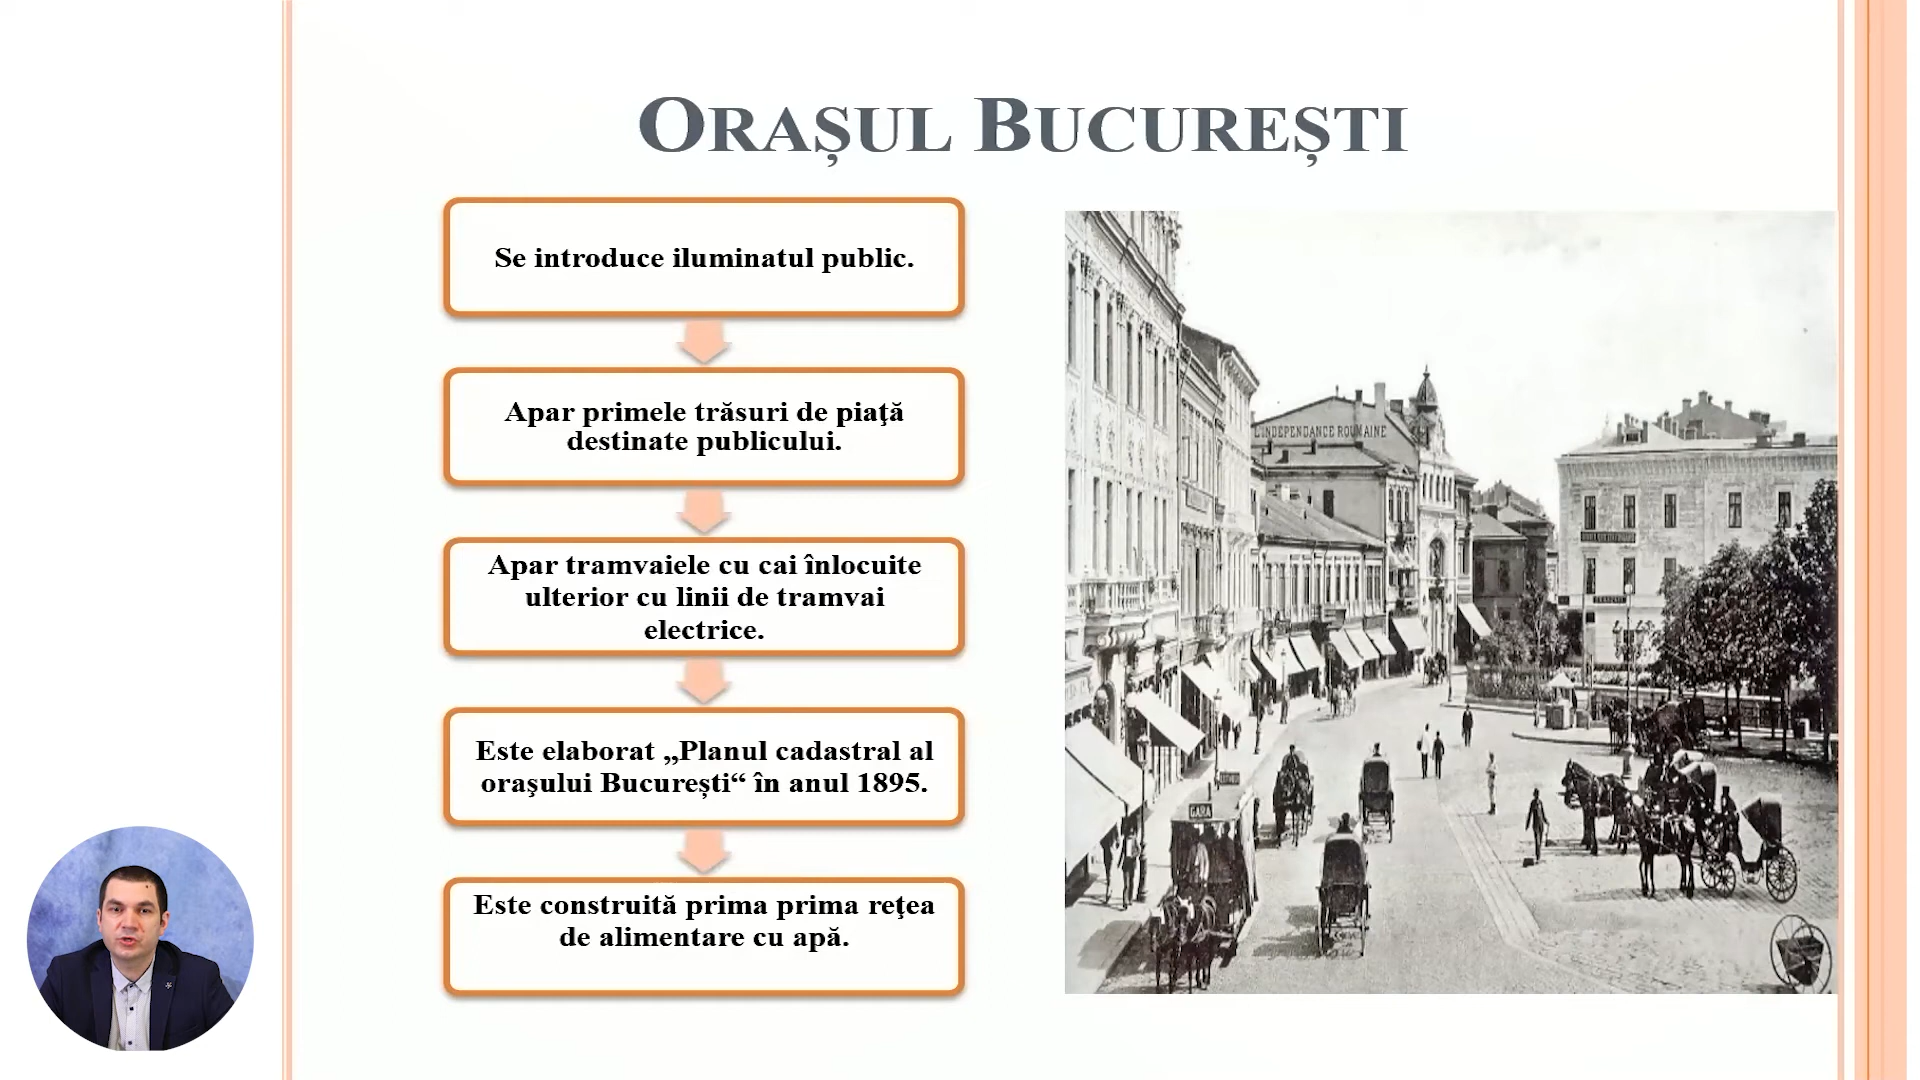 Orașul București
Se introduce iluminatul public.
Apar primele trăsuri de piaţă
destinate publicului.
Apar tramvaiele cu cai înlocuite
ulterior cu linii de tramvai
electrice.
Este elaborat „Planul cadastral al
oraşului București“ în anul 1895.
Este construită prima prima reţea
de alimentare cu apă.
L'INDEPENDANCE ROUMAINE
GARA